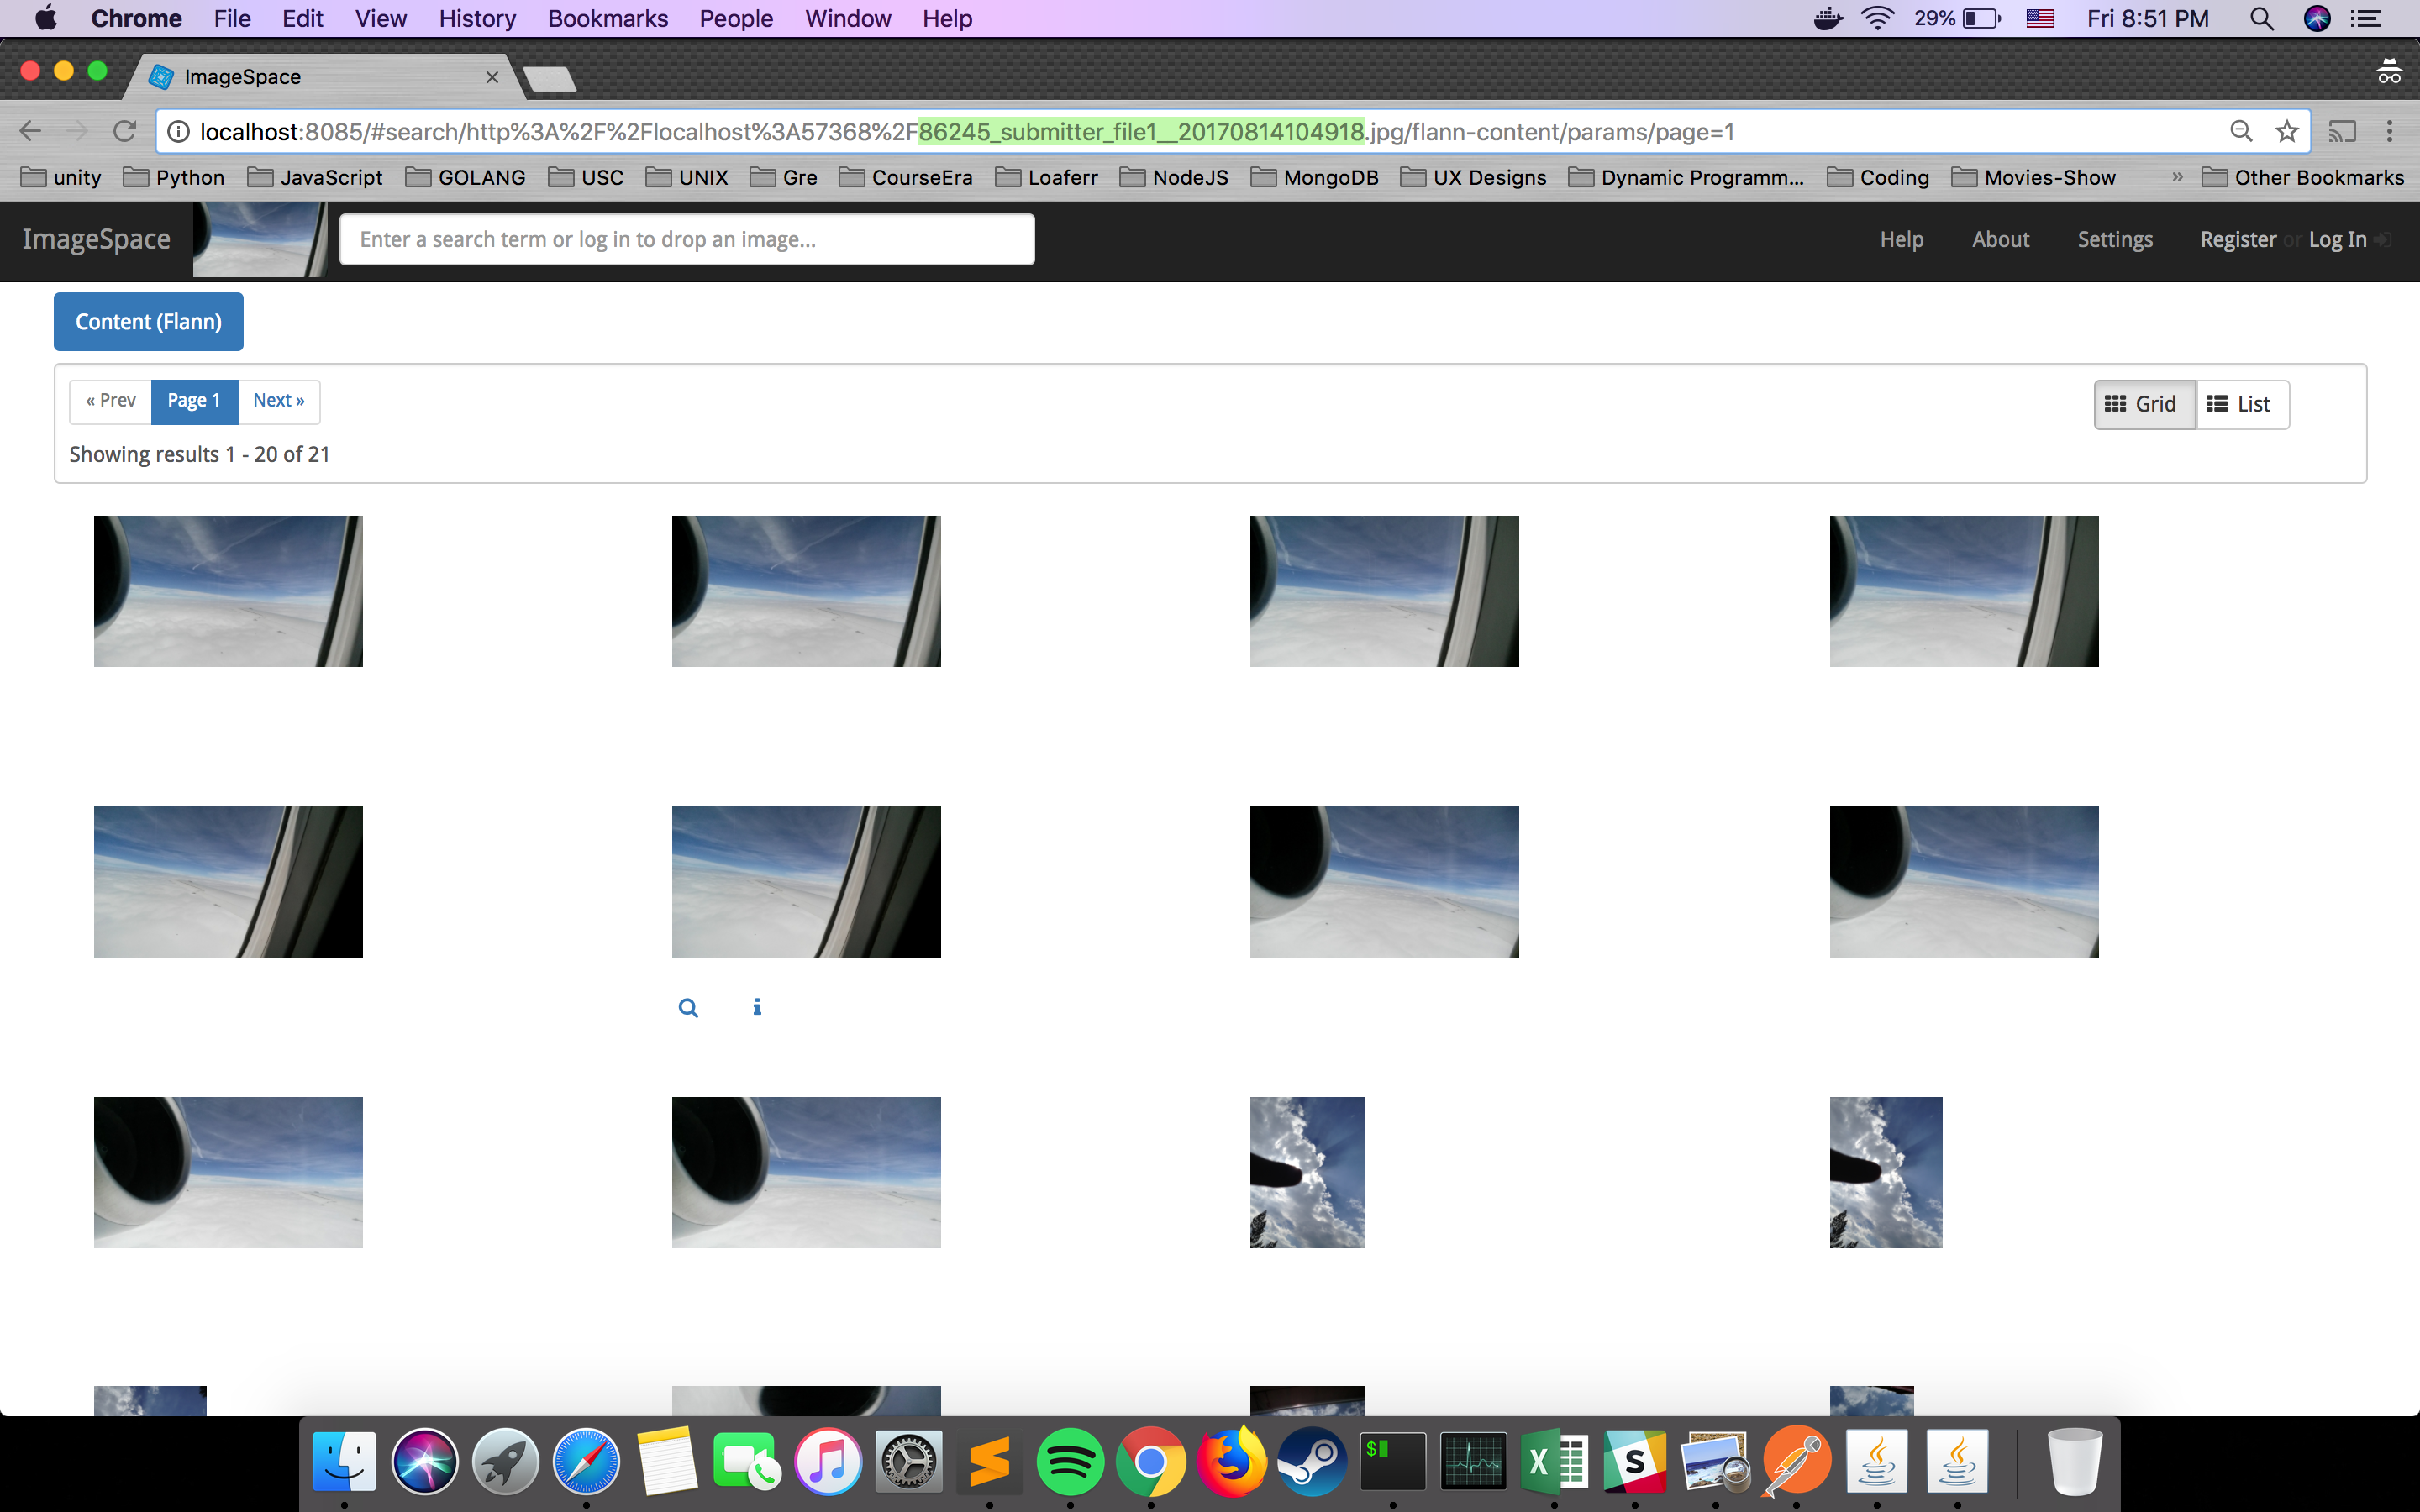 Chrome File Edit View History Bookmarks People Window Help 29% Fri 8:51 PM
ImageSpace
localhost:8085/#search/http%3A%2F%2Flocalhost%3A57368%2F86245_submitter_file1__20170814104918.jpg/flann-content/params/page=1
unity Python JavaScript GOLANG USC UNIX Gre CourseEra Loaferr NodeJS MongoDB UX Designs Dynamic Programm... Coding Movies-Show » Other Bookmarks
ImageSpace Enter a search term or log in to drop an image... Help About Settings Register or Log In
Content (Flann)
« Prev Page 1 Next » Grid List
Showing results 1 - 20 of 21